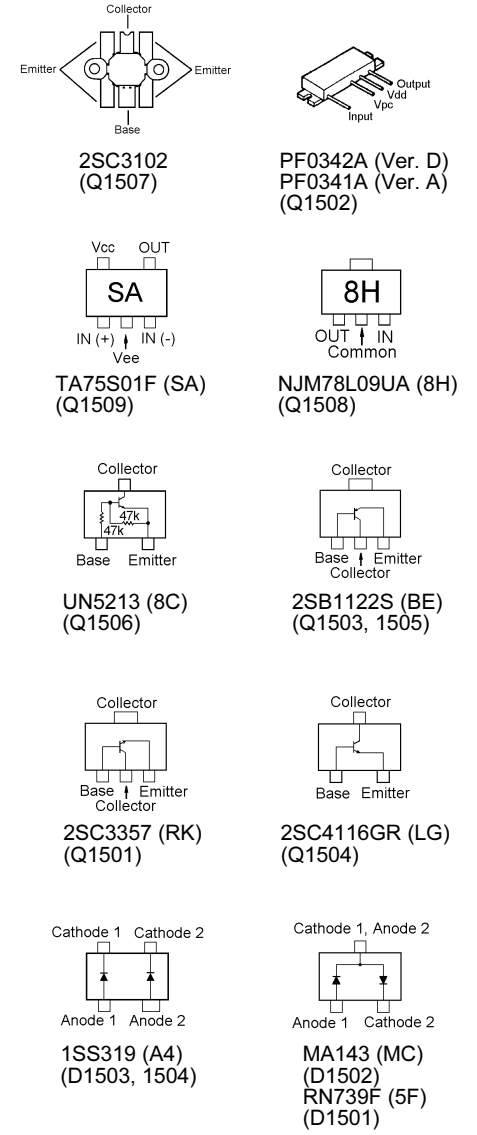 Collector
Emitter
Emitter
Base
2SC3102
(Q1507)
Output
Vdd
Vpc
Input
PF0342A (Ver. D)
PF0341A (Ver. A)
(Q1502)
Vcc OUT
SA
IN (+) IN (-)
Vee
TA75S01F (SA)
(Q1509)
8H
OUT IN
Common
NJM78L09UA (8H)
(Q1508)
Collector
47k
47k
Base Emitter
UN5213 (8C)
(Q1506)
Collector
Base Emitter
Collector
2SB1122S (BE)
(Q1503, 1505)
Collector
Base Emitter
Collector
2SC3357 (RK)
(Q1501)
Collector
Base Emitter
2SC4116GR (LG)
(Q1504)
Cathode 1 Cathode 2
Anode 1 Anode 2
1SS319 (A4)
(D1503, 1504)
Cathode 1, Anode 2
Anode 1 Cathode 2
MA143 (MC)
(D1502)
RN739F (5F)
(D1501)